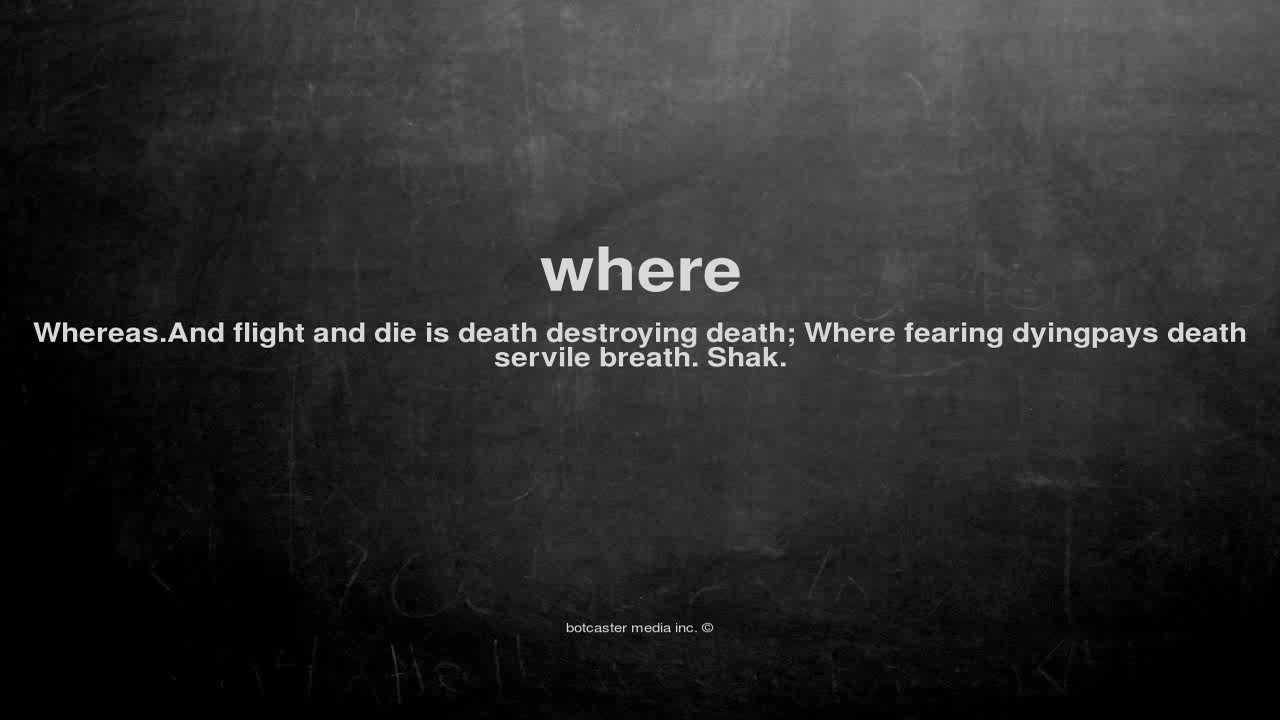 where
Whereas.And flight and die is death destroying death; Where fearing dyingpays death
servile breath. Shak.
botcaster media inc. ©